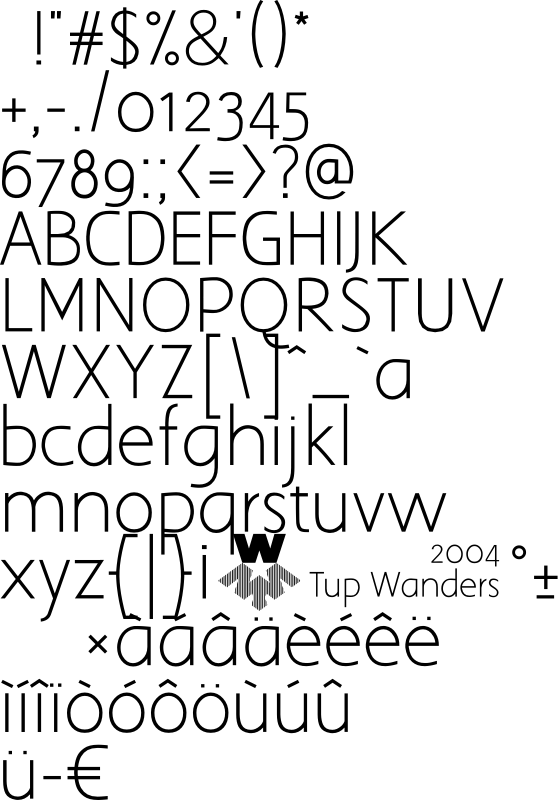 !"#$%&'()*
+,-./012345
6789:;<=>?@
ABCDEFGHIJK
LMNOPQRSTUV
WXYZ[\]^_`a
bcdefghijkl
mnopqrstuvw
xyz{|}¡ W 2004 Tup Wanders °±
×àáâäèéêë
ìíîïòóôöùúû
ü–€